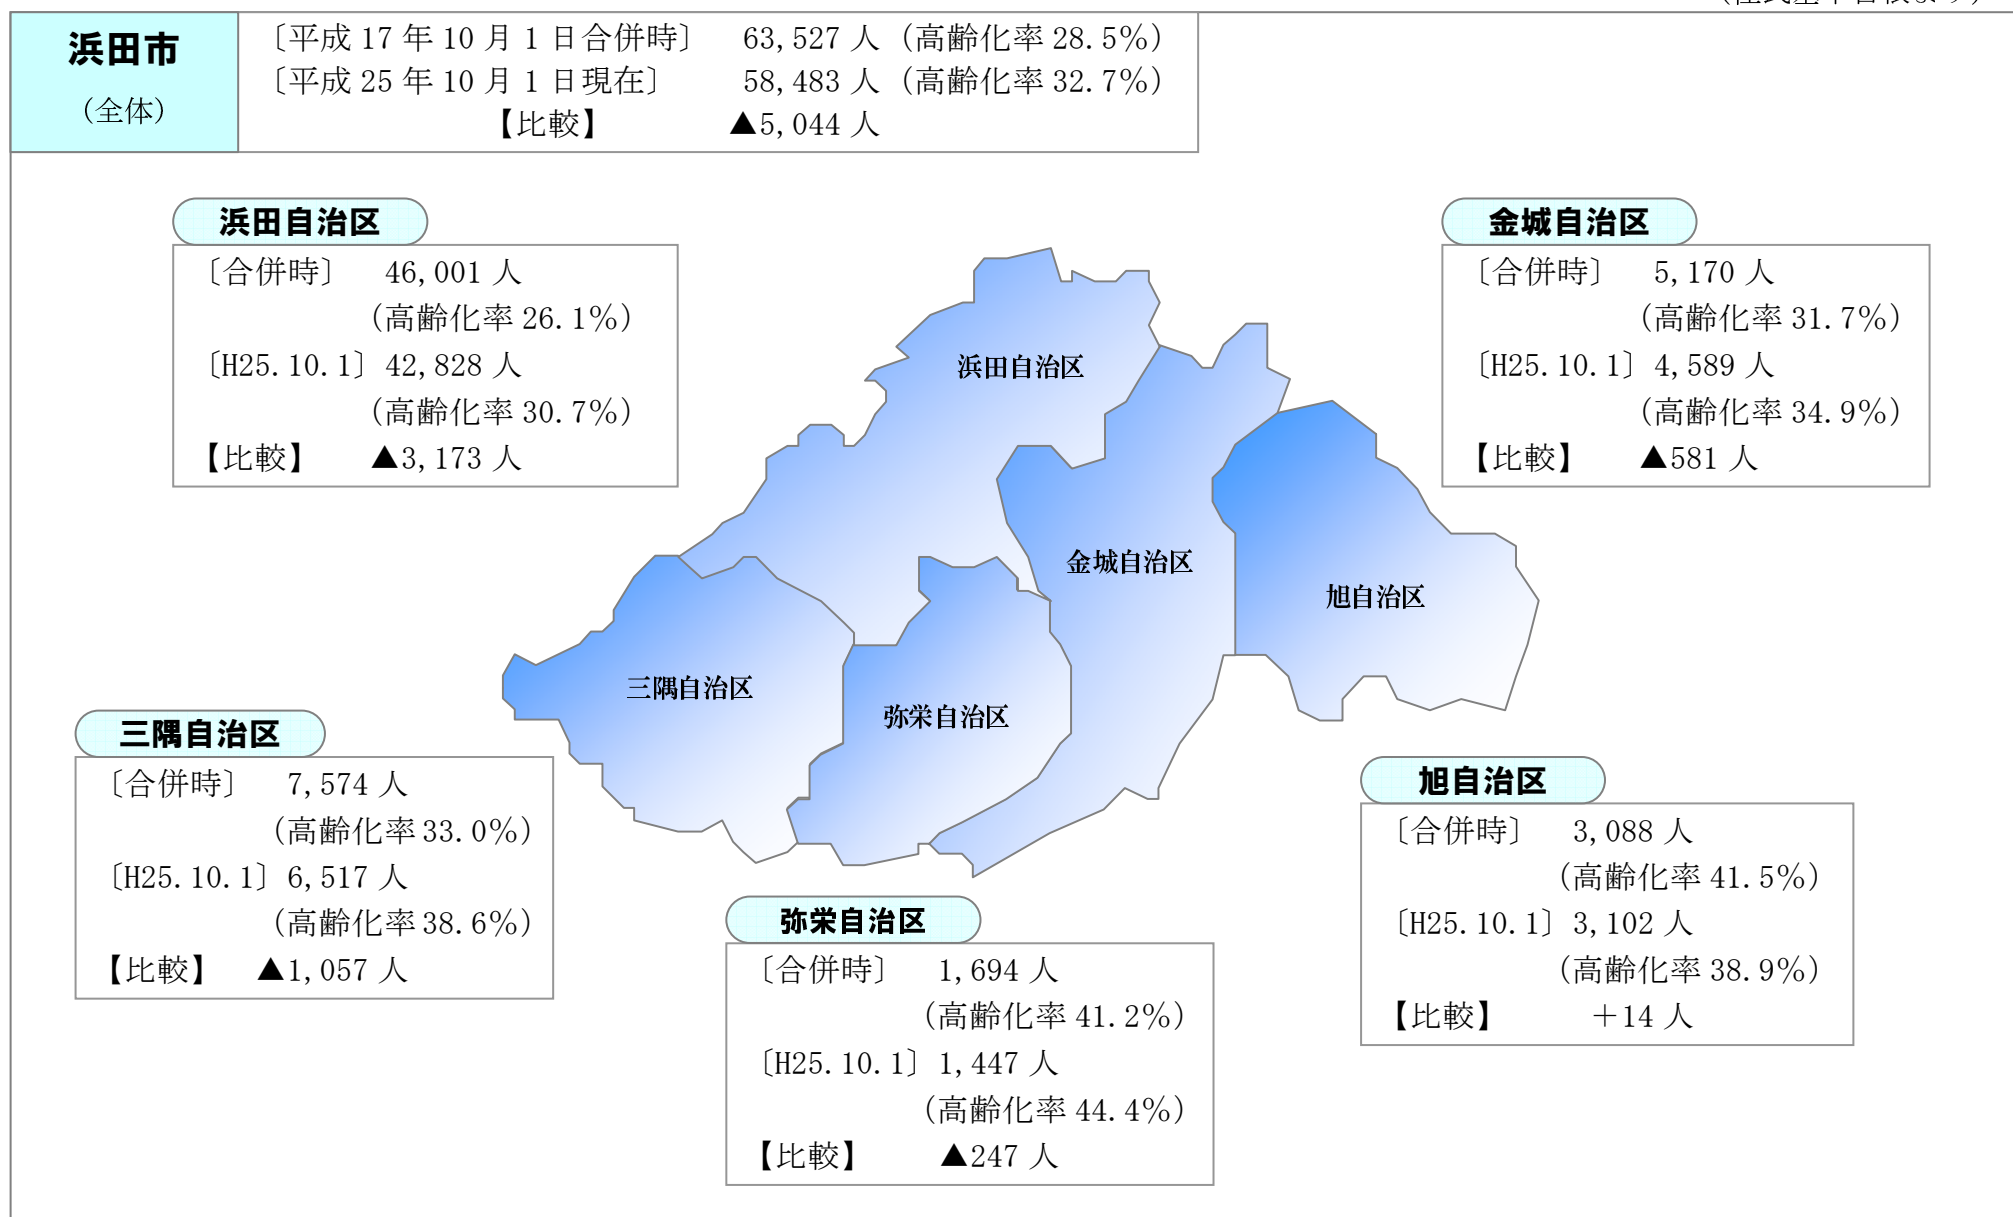 浜田市
（全体）
〔平成 17 年 10 月 1 日合併時〕 63,527 人（高齢化率 28.5％）
〔平成 25 年 10 月 1 日現在〕 58,483 人（高齢化率 32.7％）
【比較】 ▲5,044 人
浜田自治区
〔合併時〕 46,001 人
（高齢化率 26.1％）
〔H25.10.1〕42,828 人
（高齢化率 30.7％）
【比較】 ▲3,173 人
金城自治区
〔合併時〕 5,170 人
（高齢化率 31.7％）
〔H25.10.1〕4,589 人
（高齢化率 34.9％）
【比較】 ▲581 人
浜田自治区
金城自治区
旭自治区
三隅自治区
弥栄自治区
三隅自治区
〔合併時〕 7,574 人
（高齢化率 33.0％）
〔H25.10.1〕6,517 人
（高齢化率 38.6％）
【比較】 ▲1,057 人
弥栄自治区
〔合併時〕 1,694 人
（高齢化率 41.2％）
〔H25.10.1〕1,447 人
（高齢化率 44.4％）
【比較】 ▲247 人
旭自治区
〔合併時〕 3,088 人
（高齢化率 41.5％）
〔H25.10.1〕3,102 人
（高齢化率 38.9％）
【比較】 ＋14 人